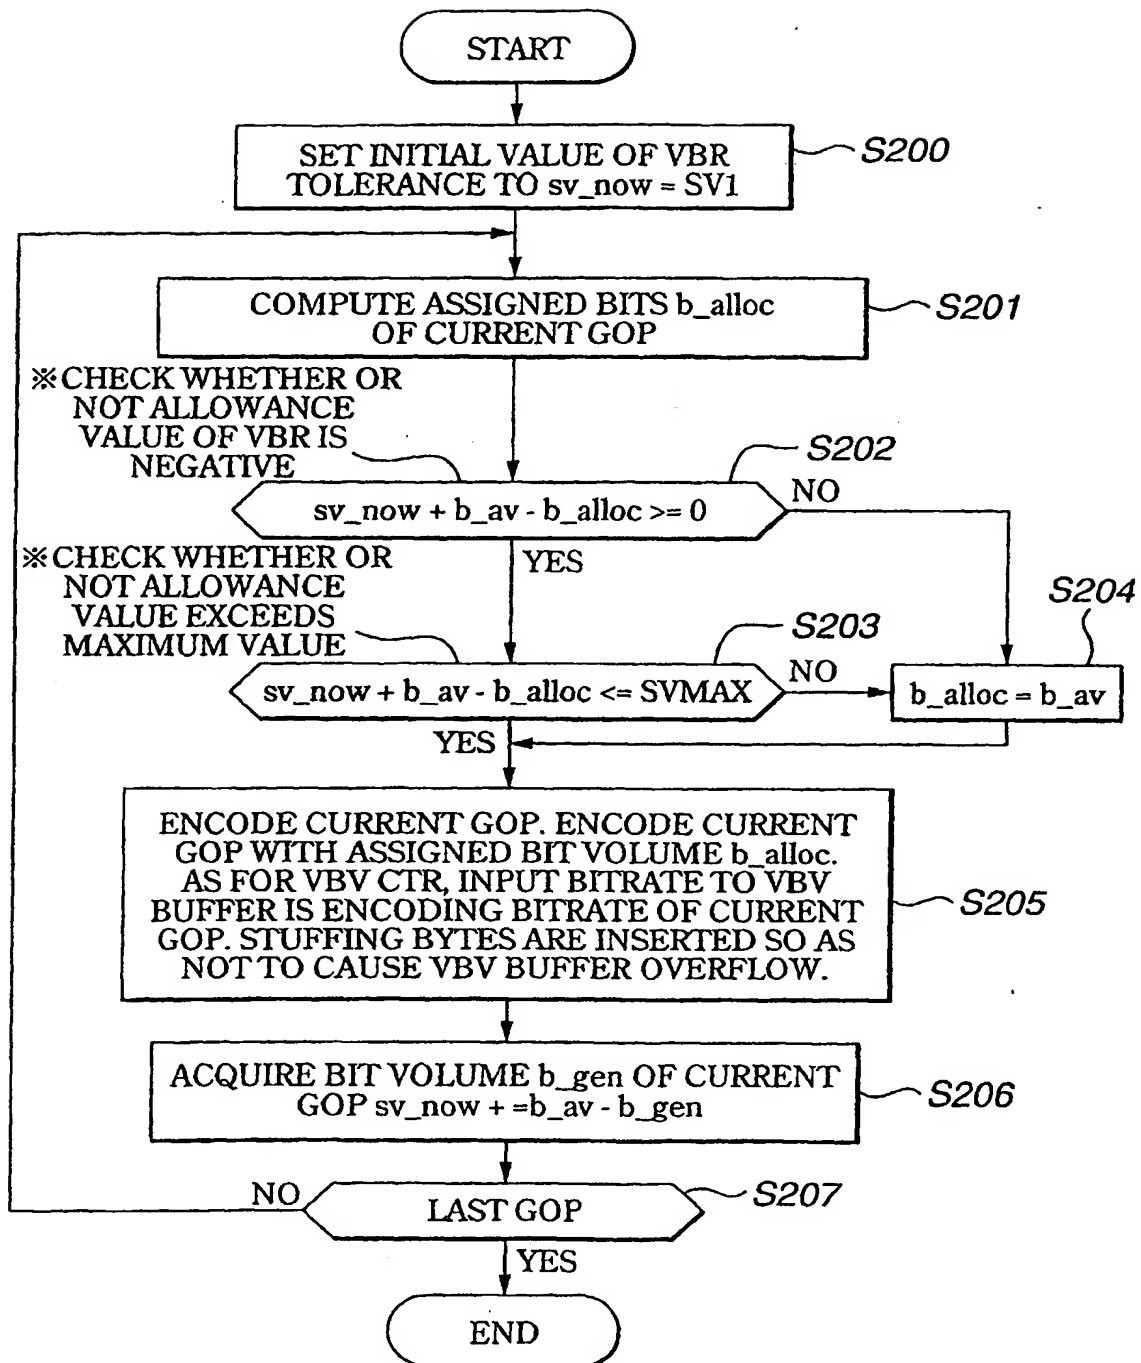 START
SET INITIAL VALUE OF VBR
TOLERANCE TO sv_now = SV1
S200
COMPUTE ASSIGNED BITS b_alloc
OF CURRENT GOP
S201
※CHECK WHETHER OR
NOT ALLOWANCE
VALUE OF VBR IS
NEGATIVE
S202
sv_now + b_av - b_alloc >= 0
NO
YES
※CHECK WHETHER OR
NOT ALLOWANCE
VALUE EXCEEDS
MAXIMUM VALUE
S203
sv_now + b_av - b_alloc <= SVMAX
NO
S204
b_alloc = b_av
YES
ENCODE CURRENT GOP. ENCODE CURRENT
GOP WITH ASSIGNED BIT VOLUME b_alloc.
AS FOR VBV CTR, INPUT BITRATE TO VBV
BUFFER IS ENCODING BITRATE OF CURRENT
GOP. STUFFING BYTES ARE INSERTED SO AS
NOT TO CAUSE VBV BUFFER OVERFLOW.
S205
ACQUIRE BIT VOLUME b_gen OF CURRENT
GOP sv_now + =b_av - b_gen
S206
NO
LAST GOP
S207
YES
END